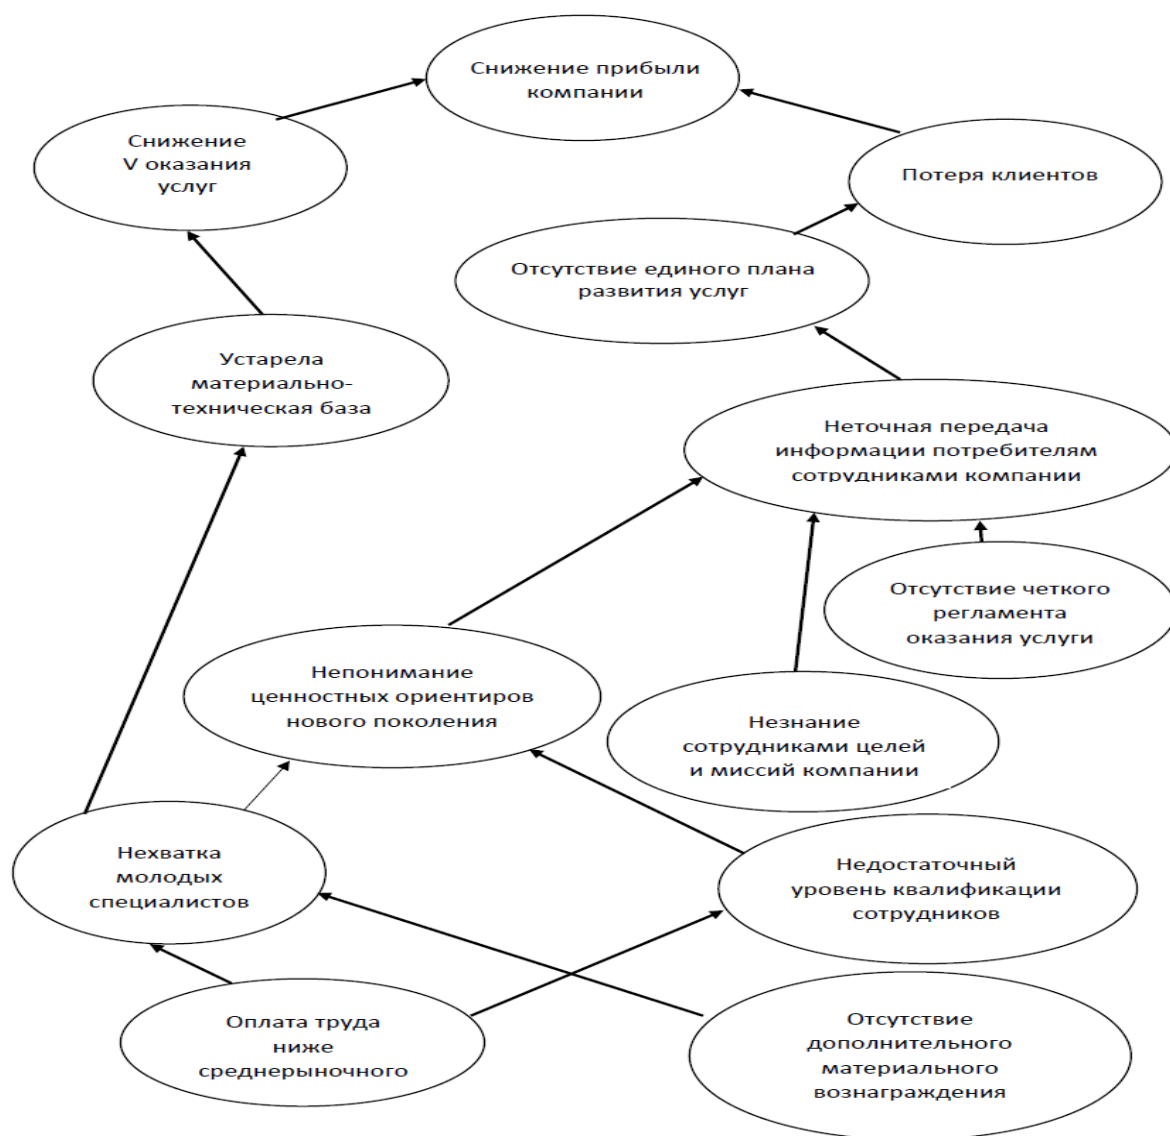 Снижение прибыли
компании
Снижение
V оказания
услуг
Потеря клиентов
Отсутствие единого плана
развития услуг
Устарела
материально-
техническая база
Неточная передача
информации потребителям
сотрудниками компании
Отсутствие четкого
регламента
оказания услуги
Непонимание
ценностных ориентиров
нового поколения
Незнание
сотрудниками целей
и миссий компании
Нехватка
молодых
специалистов
Недостаточный
уровень квалификации
сотрудников
Оплата труда
ниже
среднерыночного
Отсутствие
дополнительного
материального
вознаграждения